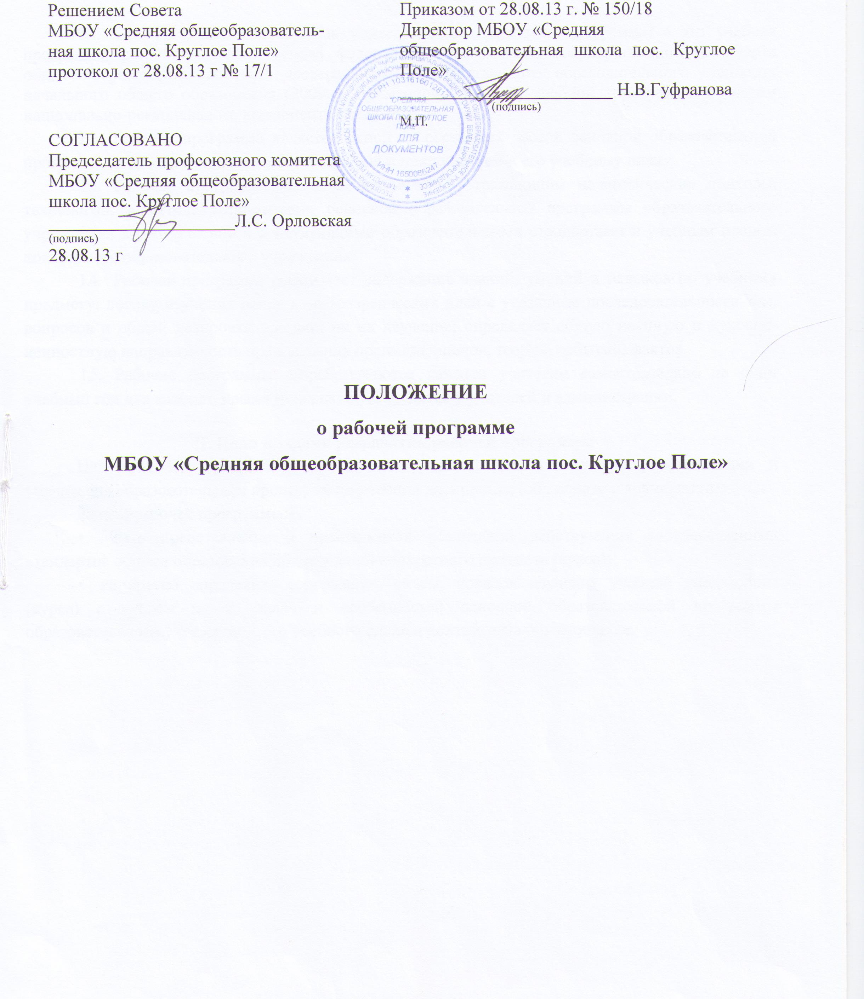 Решением Совета
МБОУ «Средняя общеобразователь-
ная школа пос. Круглое Поле»
протокол от 28.08.13 г № 17/1
Приказом от 28.08.13 г. № 150/18
Директор МБОУ «Средняя
общеобразовательная школа пос. Круглое
Поле»
Н.В.Гуфранова
(подпись)
М.П.
ОГРН 1031616012812
СРЕДНЯЯ
ОБЩЕОБРАЗОВАТЕЛЬНАЯ
ШКОЛА ПОС. КРУГЛОЕ
ПОЛЕ
ДЛЯ
ДОКУМЕНТОВ
ИНН 1650086247
СОГЛАСОВАНО
Председатель профсоюзного комитета
МБОУ «Средняя общеобразовательная
школа пос. Круглое Поле»
Л.С. Орловская
(подпись)
28.08.13 г
ПОЛОЖЕНИЕ
о рабочей программе
МБОУ «Средняя общеобразовательная школа пос. Круглое Поле»